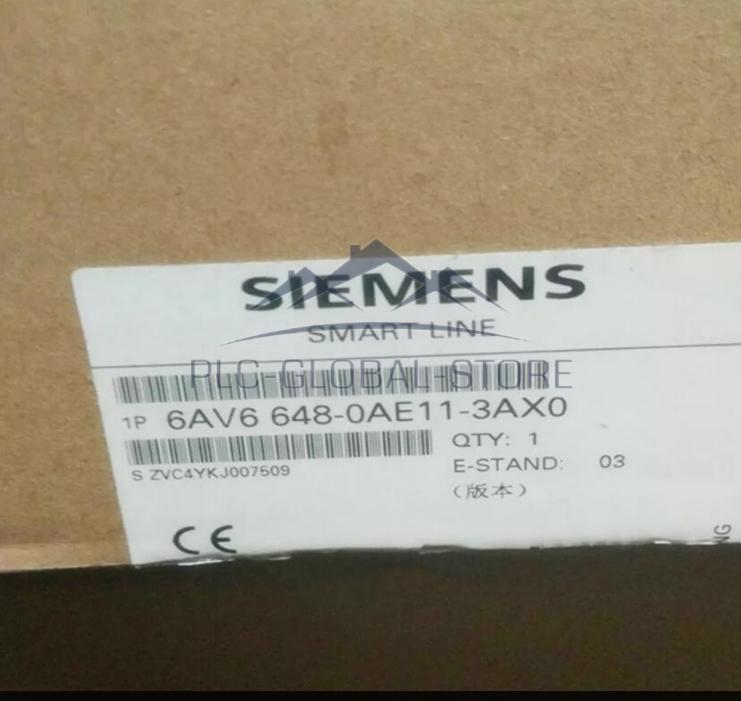 SIEMENS
SMART LINE
PLC-GLOBAL-STORE
1P 6AV6 648-0AE11-3AX0
QTY: 1
S ZVC4YKJ007509
E-STAND: 03
(版本)
CE
NG